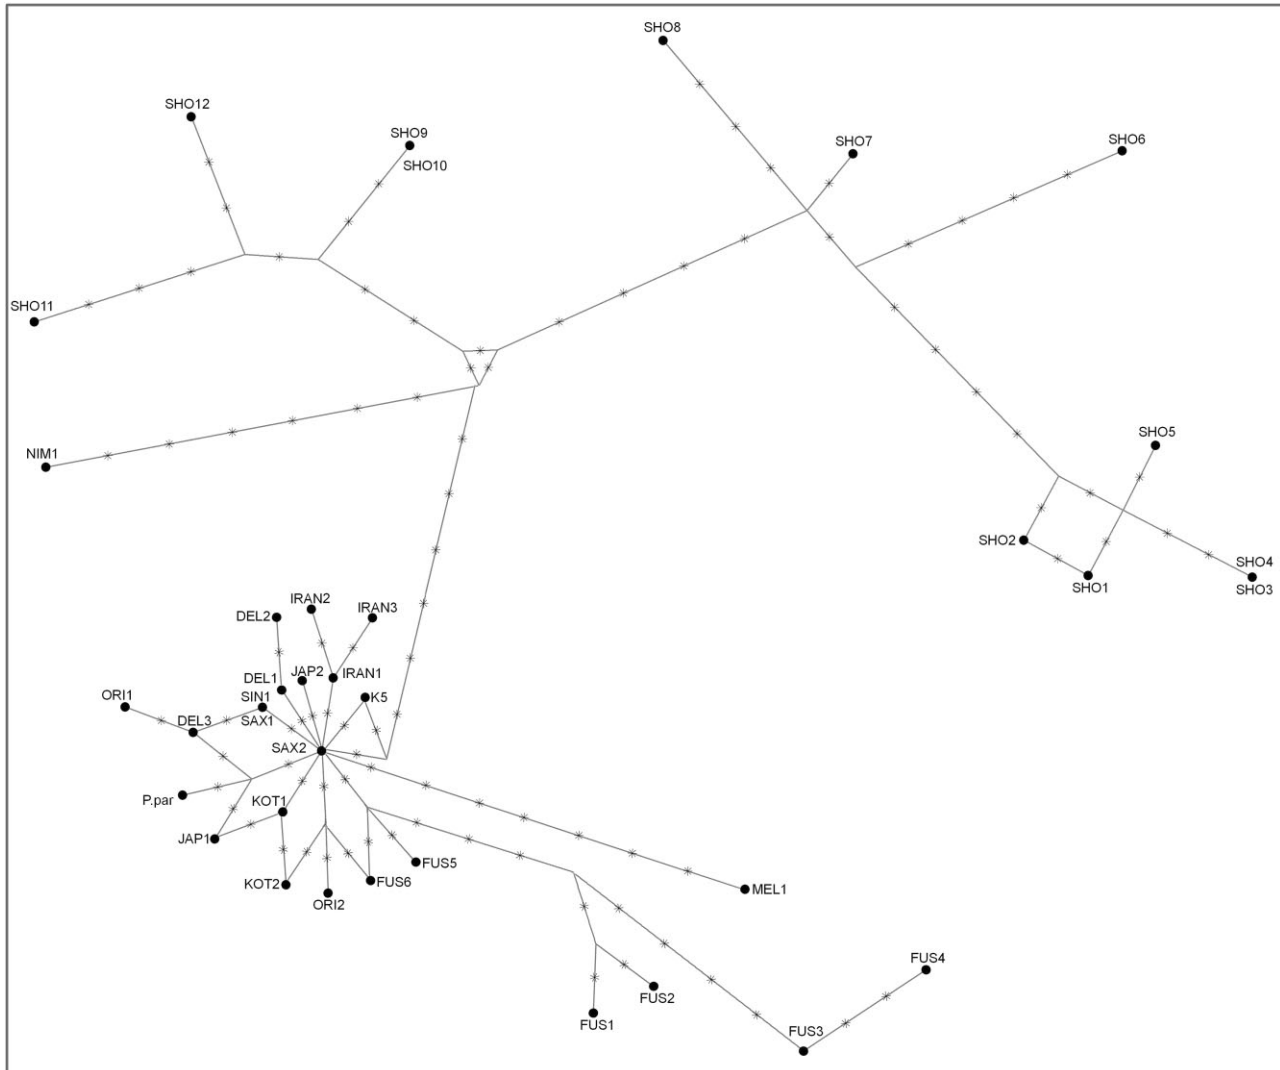 SHO8
SHO12
SHO9
SHO10
SHO7
SHO6
SHO11
NIM1
SHO5
SHO2
SHO1
SHO4
SHO3
IRAN2
IRAN3
DEL2
JAP2
IRAN1
DEL1
K5
SIN1
SAX1
ORI1
DEL3
SAX2
P.par
KOT1
JAP1
FUS5
KOT2
FUS6
ORI2
MEL1
FUS4
FUS2
FUS1
FUS3